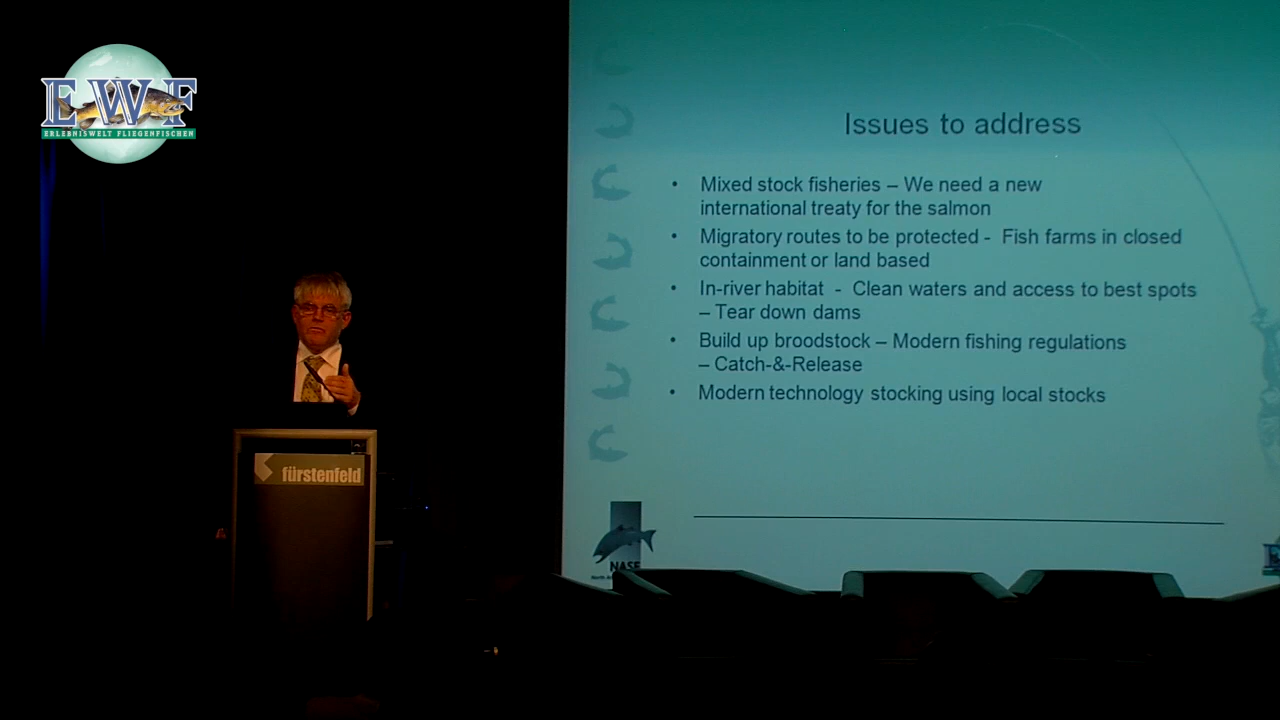 EWF
ERLEBNISWELT FLIEGENFISCHEN
fürstenfeld
Issues to address
• Mixed stock fisheries – We need a new
international treaty for the salmon
• Migratory routes to be protected - Fish farms in closed
containment or land based
• In-river habitat - Clean waters and access to best spots
– Tear down dams
• Build up broodstock – Modern fishing regulations
– Catch-&-Release
• Modern technology stocking using local stocks
NASF
North